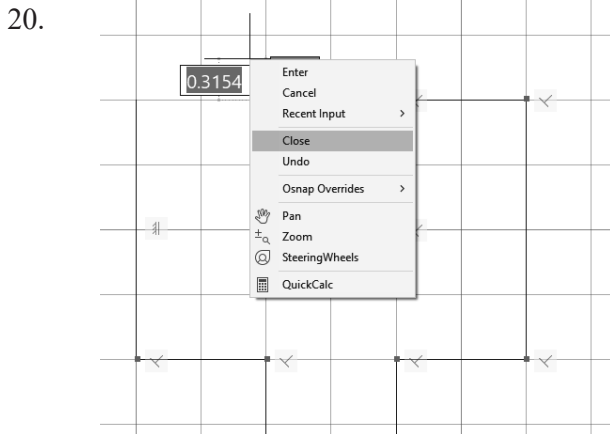 20.
0.3154
Enter
Cancel
Recent Input
Close
Undo
Osnap Overrides
Pan
Zoom
SteeringWheels
QuickCalc